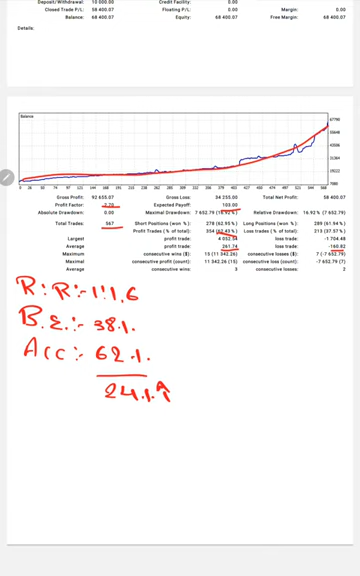 Deposit/Withdrawal: 10 000.00 Credit Facility: 0.00
Closed Trade P/L: 58 400.07 Floating P/L: 0.00 Margin: 0.00
Balance: 68 400.07 Equity: 68 400.07 Free Margin: 68 400.07
Details:
Balance
Gross Profit: 92 655.07 Gross Loss: 34 255.00 Total Net Profit: 58 400.07
Profit Factor: 2.70 Expected Payoff: 103.00
Absolute Drawdown: 0.00 Maximal Drawdown: 7 652.79 (16.92%) Relative Drawdown: 16.92% (7 652.79)
Total Trades: 567 Short Positions (won %): 278 (62.95%) Long Positions (won %): 289 (61.94%)
Profit Trades (% of total): 354 (62.43%) Loss trades (% of total): 213 (37.57%)
Largest profit trade: 4 052.54 loss trade: -1 704.48
Average profit trade: 261.74 loss trade: -160.82
Maximum consecutive wins ($): 15 (11 342.26) consecutive losses ($): 7 (-7 652.79)
Maximal consecutive profit (count): 11 342.26 (15) consecutive loss (count): -7 652.79 (7)
Average consecutive wins: 3 consecutive losses: 2
R:R:- 1:1.6
B.E:- 38%
Acc:- 62%
24%